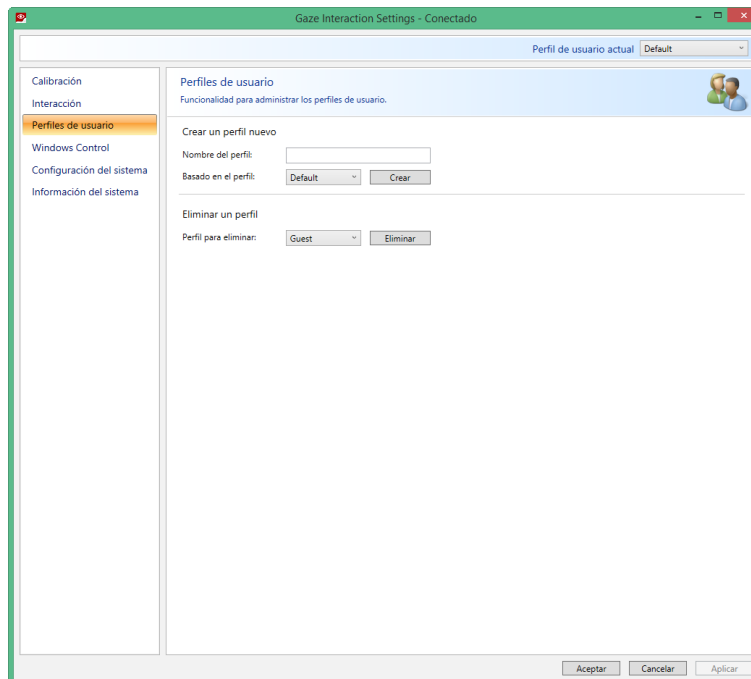 Gaze Interaction Settings - Conectado
Perfil de usuario actual Default
Calibración
Interacción
Perfiles de usuario
Windows Control
Configuración del sistema
Información del sistema
Perfiles de usuario
Funcionalidad para administrar los perfiles de usuario.
Crear un perfil nuevo
Nombre del perfil:
Basado en el perfil: Default Crear
Eliminar un perfil
Perfil para eliminar: Guest Eliminar
Aceptar Cancelar Aplicar